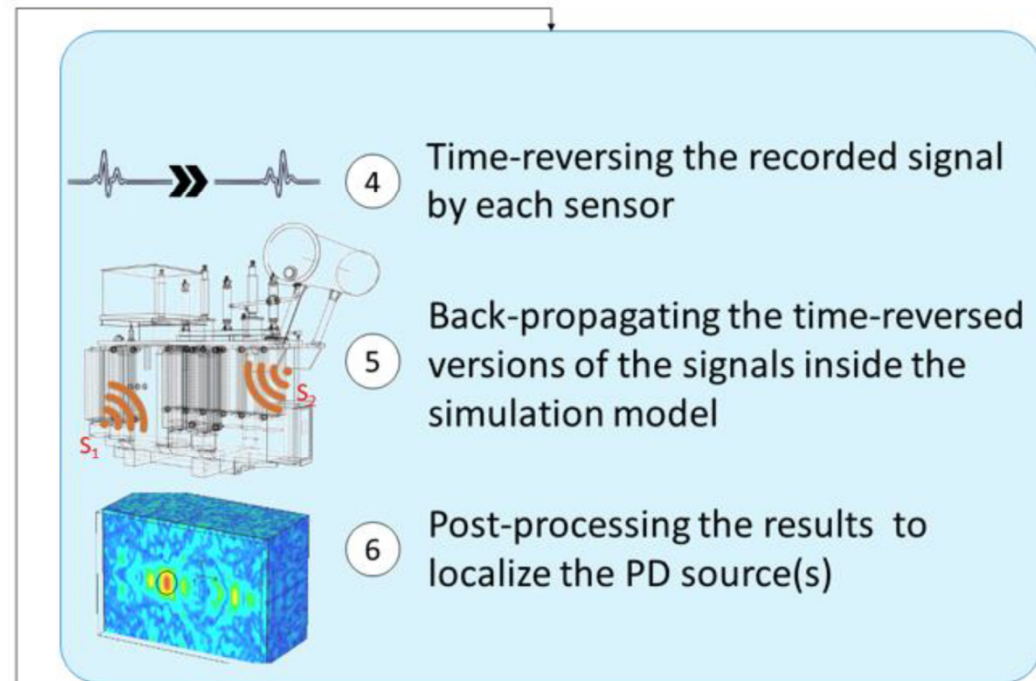 4
Time-reversing the recorded signal
by each sensor
5
Back-propagating the time-reversed
versions of the signals inside the
simulation model
S₁
S₂
6
Post-processing the results to
localize the PD source(s)